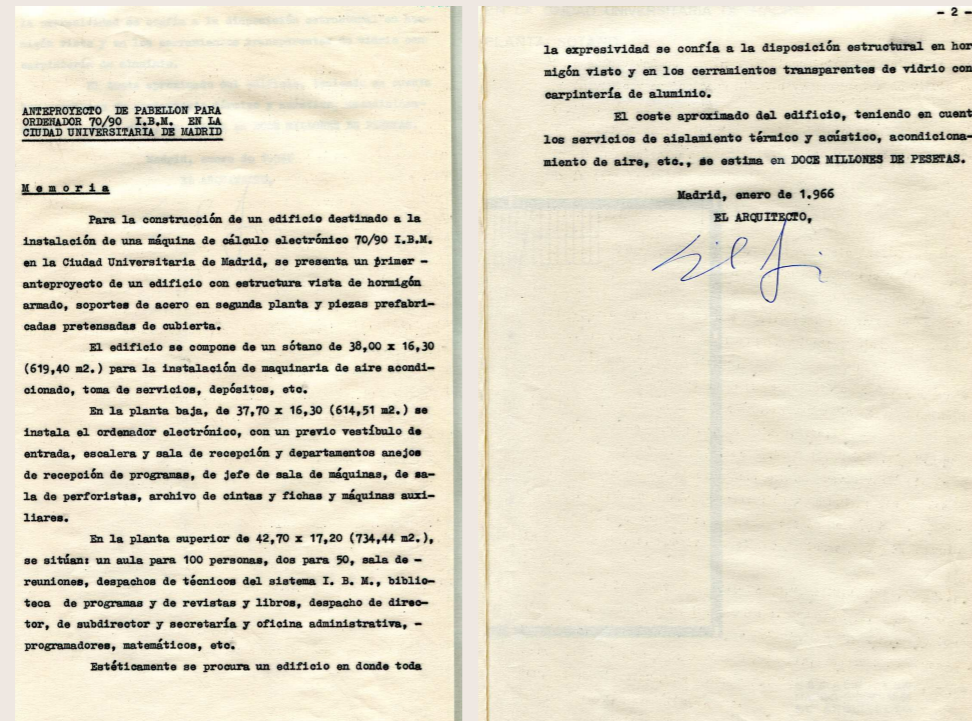 ANTEPROYECTO DE PABELLON PARA
ORDENADOR 70/90 I.B.M. EN LA
CIUDAD UNIVERSITARIA DE MADRID
Memoria
Para la construcción de un edificio destinado a la
instalación de una máquina de cálculo electrónico 70/90 I.B.M.
en la Ciudad Universitaria de Madrid, se presenta un primer -
anteproyecto de un edificio con estructura vista de hormigón
armado, soportes de acero en segunda planta y piezas prefabri-
cadas pretensadas de cubierta.
El edificio se compone de un sótano de 38,00 x 16,30
(619,40 m2.) para la instalación de maquinaria de aire acondi-
cionado, toma de servicios, depósitos, etc.
En la planta baja, de 37,70 x 16,30 (614,51 m2.) se
instala el ordenador electrónico, con un previo vestíbulo de
entrada, escalera y sala de recepción y departamentos anejos
de recepción de programas, de jefe de sala de máquinas, de sa-
la de perforistas, archivo de cintas y fichas y máquinas auxi-
liares.
En la planta superior de 42,70 x 17,20 (734,44 m2.),
se sitúan: un aula para 100 personas, dos para 50, sala de -
reuniones, despachos de técnicos del sistema I. B. M., biblio-
teca de programas y de revistas y libros, despacho de direc-
tor, de subdirector y secretaría y oficina administrativa, -
programadores, matemáticos, etc.
Estéticamente se procura un edificio en donde toda
- 2 -
la expresividad se confía a la disposición estructural en hor
migón visto y en los cerramientos transparentes de vidrio con
carpintería de aluminio.
El coste aproximado del edificio, teniendo en cuent
los servicios de aislamiento térmico y acústico, acondiciona-
miento de aire, etc., se estima en DOCE MILLONES DE PESETAS.
Madrid, enero de 1.966
EL ARQUITECTO,